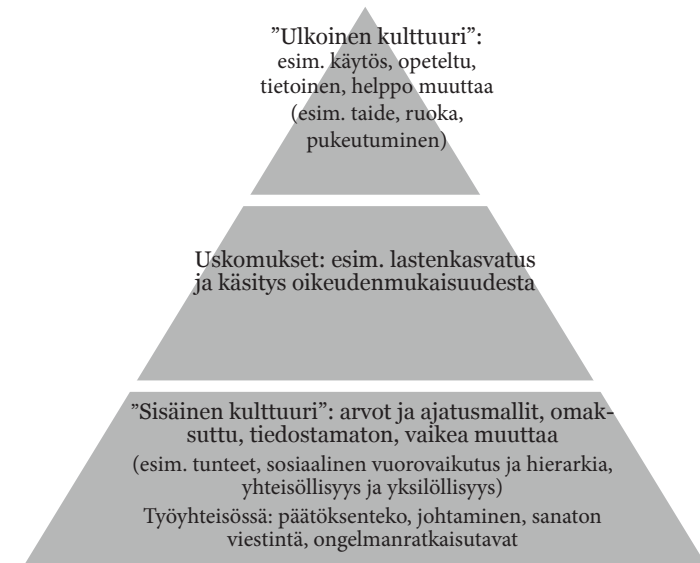 ”Ulkoinen kulttuuri”:
esim. käytös, opeteltu,
tietoinen, helppo muuttaa
(esim. taide, ruoka,
pukeutuminen)
Uskomukset: esim. lastenkasvatus
ja käsitys oikeudenmukaisuudesta
”Sisäinen kulttuuri”: arvot ja ajatusmallit, omak-
suttu, tiedostamaton, vaikea muuttaa
(esim. tunteet, sosiaalinen vuorovaikutus ja hierarkia,
yhteisöllisyys ja yksilöllisyys)
Työyhteisössä: päätöksenteko, johtaminen, sanaton
viestintä, ongelmanratkaisutavat